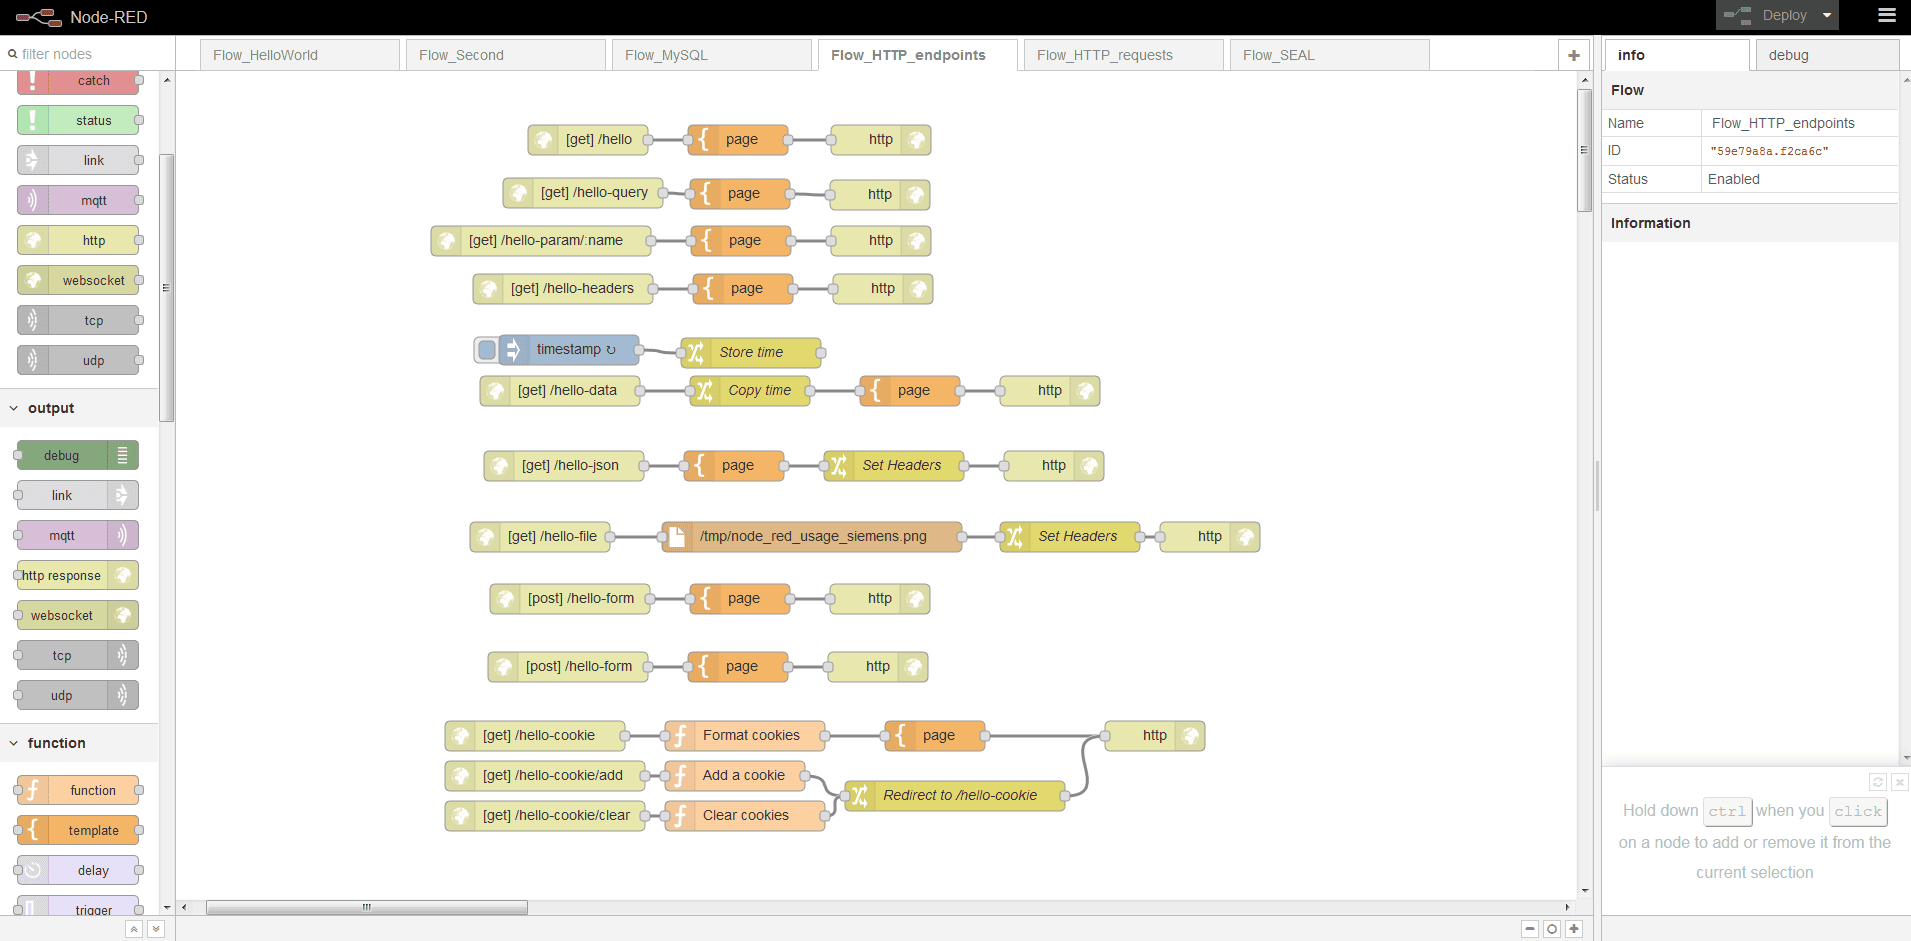 Node-RED
Deploy
filter nodes
catch
status
link
mqtt
http
websocket
tcp
udp
output
debug
link
mqtt
http response
websocket
tcp
udp
function
function
template
delay
trigger
Flow_HelloWorld
Flow_Second
Flow_MySQL
Flow_HTTP_endpoints
Flow_HTTP_requests
Flow_SEAL
[get] /hello page http
[get] /hello-query page http
[get] /hello-param/:name page http
[get] /hello-headers page http
timestamp ↻ Store time
[get] /hello-data Copy time page http
[get] /hello-json page Set Headers http
[get] /hello-file /tmp/node_red_usage_siemens.png Set Headers http
[post] /hello-form page http
[post] /hello-form page http
[get] /hello-cookie Format cookies page http
[get] /hello-cookie/add Add a cookie
Redirect to /hello-cookie
[get] /hello-cookie/clear Clear cookies
info
debug
Flow
Name Flow_HTTP_endpoints
ID "59e79a8a.f2ca6c"
Status Enabled
Information
Hold down ctrl when you click
on a node to add or remove it from the
current selection